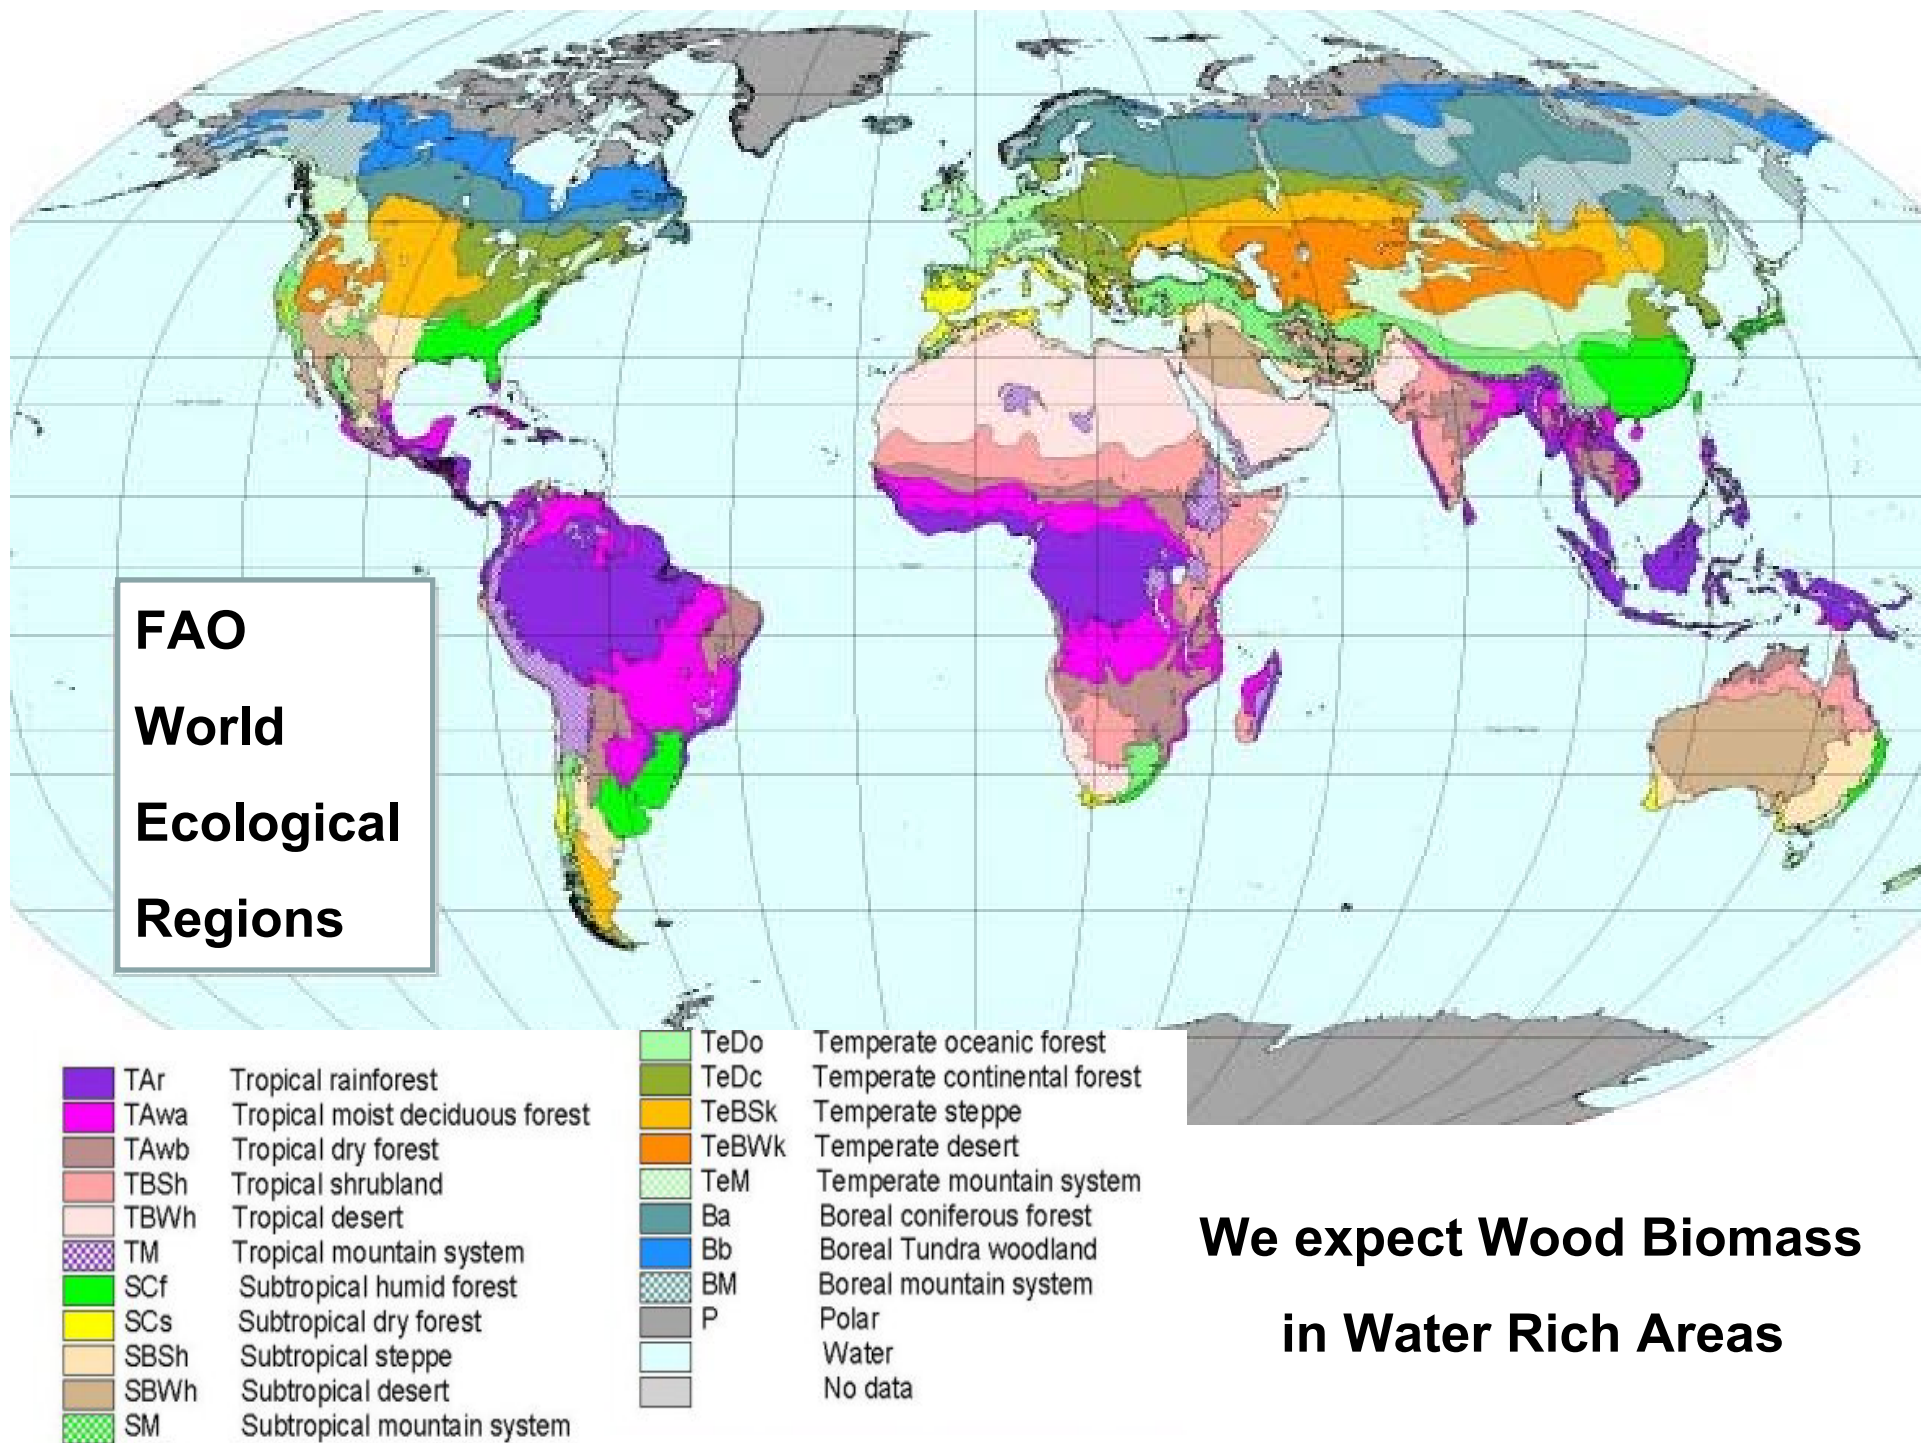 FAO
World
Ecological
Regions
TAr Tropical rainforest
TAwa Tropical moist deciduous forest
TAwb Tropical dry forest
TBSh Tropical shrubland
TBWh Tropical desert
TM Tropical mountain system
SCf Subtropical humid forest
SCs Subtropical dry forest
SBSh Subtropical steppe
SBWh Subtropical desert
SM Subtropical mountain system
TeDo Temperate oceanic forest
TeDc Temperate continental forest
TeBSk Temperate steppe
TeBWk Temperate desert
TeM Temperate mountain system
Ba Boreal coniferous forest
Bb Boreal Tundra woodland
BM Boreal mountain system
P Polar
Water
No data
We expect Wood Biomass
in Water Rich Areas